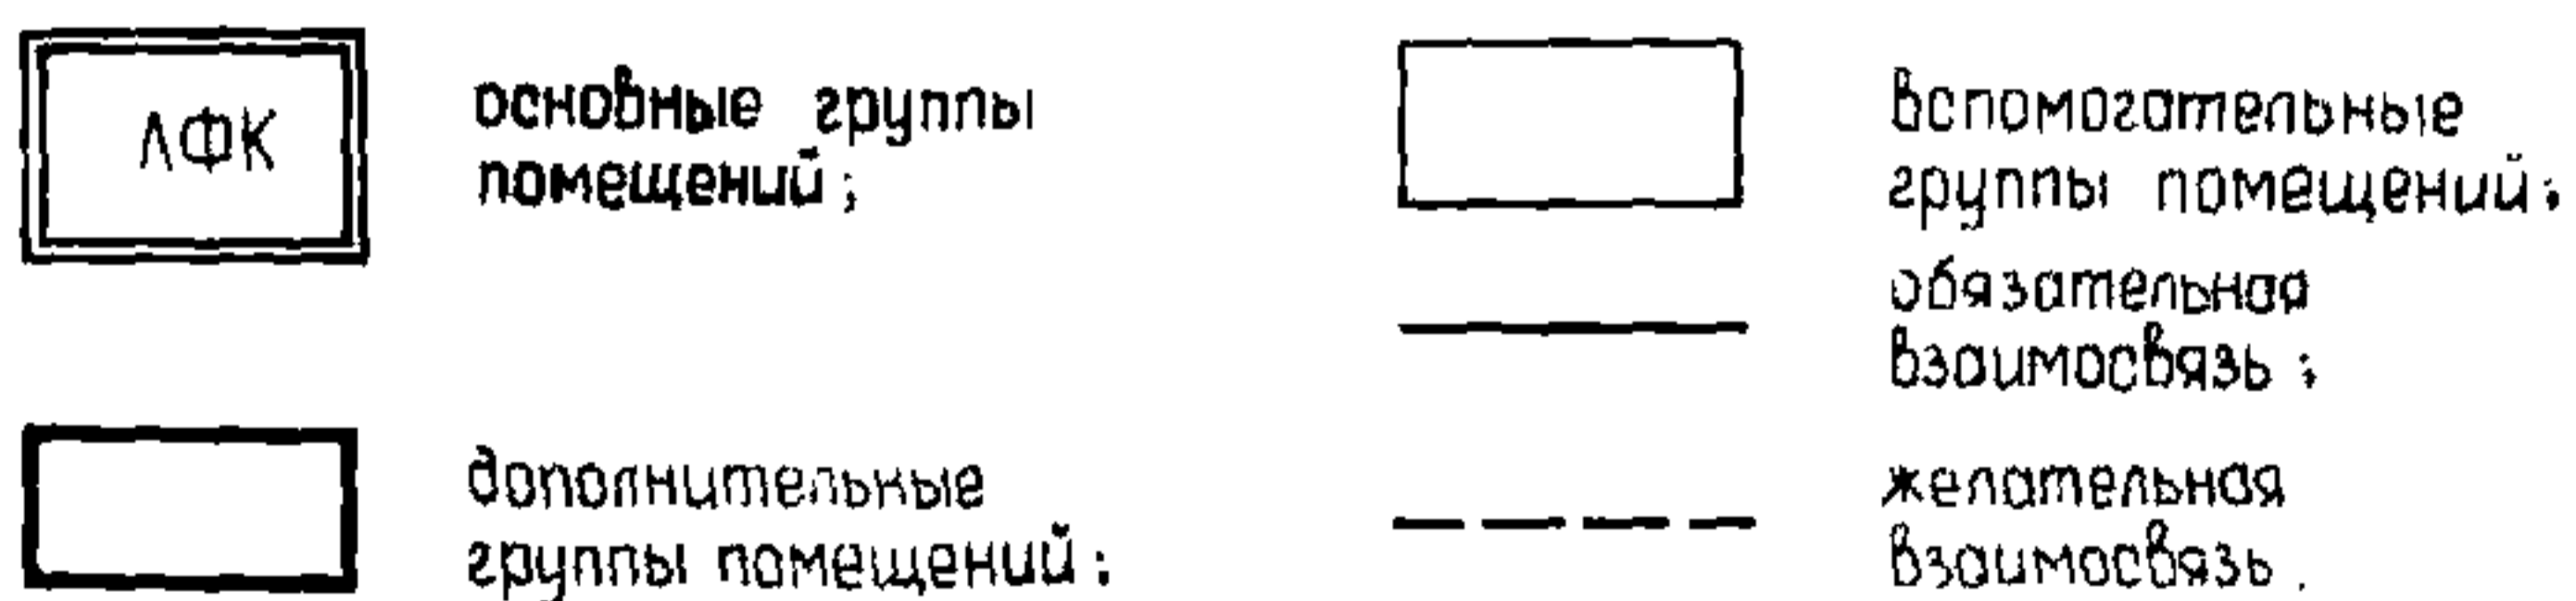 ЛФК
основные группы
помещений;
дополнительные
группы помещений;
вспомогательные
группы помещений;
обязательная
взаимосвязь;
желательная
взаимосвязь.